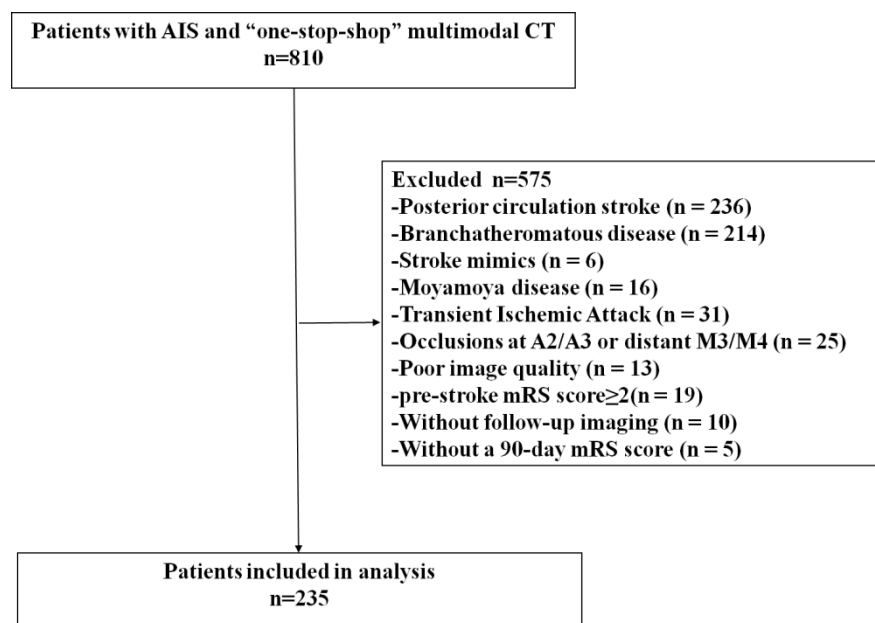 Patients with AIS and “one-stop-shop” multimodal CT
n=810
Excluded n=575
-Posterior circulation stroke (n = 236)
-Branchatheromatous disease (n = 214)
-Stroke mimics (n = 6)
-Moyamoya disease (n = 16)
-Transient Ischemic Attack (n = 31)
-Occlusions at A2/A3 or distant M3/M4 (n = 25)
-Poor image quality (n = 13)
-pre-stroke mRS score≥2(n = 19)
-Without follow-up imaging (n = 10)
-Without a 90-day mRS score (n = 5)
Patients included in analysis
n=235